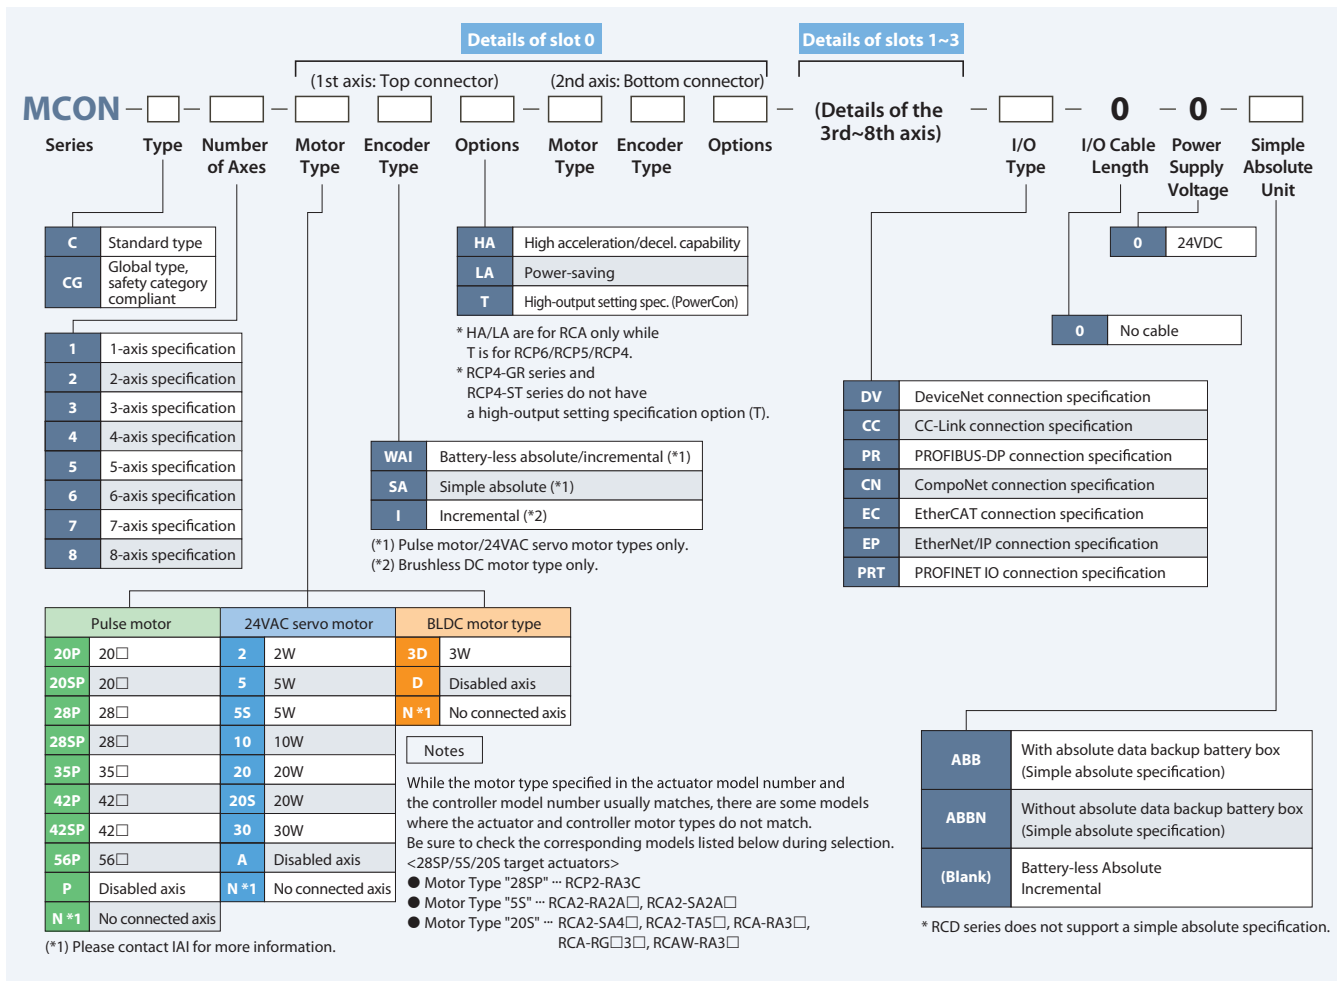 Details of slot 0
Details of slots 1~3
(1st axis: Top connector)
(2nd axis: Bottom connector)
MCON – □ – □ – □ □ □ – □ □ □ – (Details of the 3rd~8th axis) – □ – 0 – 0 – □
Series
Type
Number of Axes
Motor Type
Encoder Type
Options
Motor Type
Encoder Type
Options
I/O Type
I/O Cable Length
Power Supply Voltage
Simple Absolute Unit
C Standard type
CG Global type, safety category compliant
1 1-axis specification
2 2-axis specification
3 3-axis specification
4 4-axis specification
5 5-axis specification
6 6-axis specification
7 7-axis specification
8 8-axis specification
HA High acceleration/decel. capability
LA Power-saving
T High-output setting spec. (PowerCon)
* HA/LA are for RCA only while
T is for RCP6/RCP5/RCP4.
* RCP4-GR series and
RCP4-ST series do not have
a high-output setting specification option (T).
WAI Battery-less absolute/incremental (*1)
SA Simple absolute (*1)
I Incremental (*2)
(*1) Pulse motor/24VAC servo motor types only.
(*2) Brushless DC motor type only.
0 24VDC
0 No cable
DV DeviceNet connection specification
CC CC-Link connection specification
PR PROFIBUS-DP connection specification
CN CompoNet connection specification
EC EtherCAT connection specification
EP EtherNet/IP connection specification
PRT PROFINET IO connection specification
Pulse motor
20P 20□
20SP 20□
28P 28□
28SP 28□
35P 35□
42P 42□
42SP 42□
56P 56□
P Disabled axis
N *1 No connected axis
(*1) Please contact IAI for more information.
24VAC servo motor
2 2W
5 5W
5S 5W
10 10W
20 20W
20S 20W
30 30W
A Disabled axis
N *1 No connected axis
BLDC motor type
3D 3W
D Disabled axis
N *1 No connected axis
Notes
While the motor type specified in the actuator model number and
the controller model number usually matches, there are some models
where the actuator and controller motor types do not match.
Be sure to check the corresponding models listed below during selection.
<28SP/5S/20S target actuators>
● Motor Type "28SP" ··· RCP2-RA3C
● Motor Type "5S" ··· RCA2-RA2A□, RCA2-SA2A□
● Motor Type "20S" ··· RCA2-SA4□, RCA2-TA5□, RCA-RA3□,
RCA-RG□3□, RCAW-RA3□
ABB With absolute data backup battery box
(Simple absolute specification)
ABBN Without absolute data backup battery box
(Simple absolute specification)
(Blank) Battery-less Absolute
Incremental
* RCD series does not support a simple absolute specification.